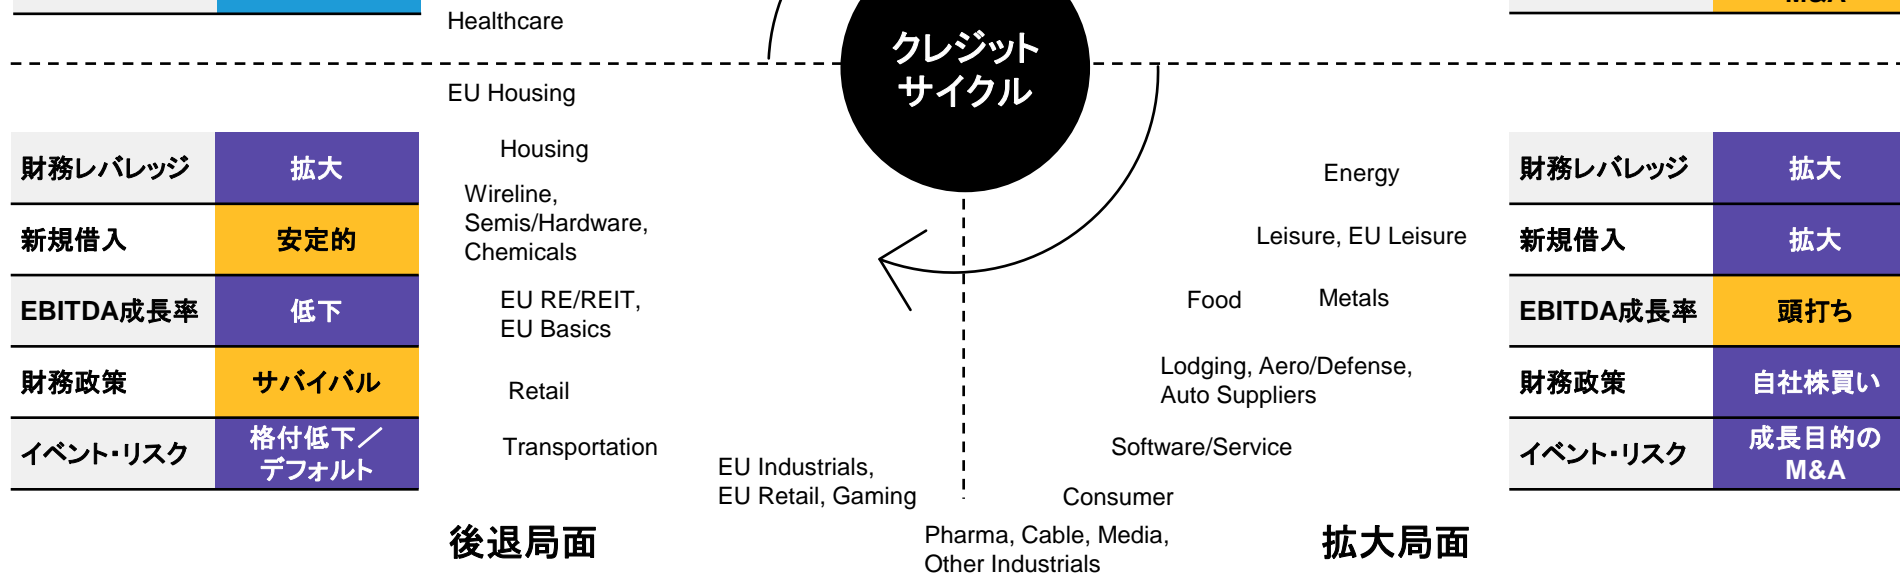 Healthcare
M&A
クレジット
サイクル
EU Housing
Housing
Wireline,
Semis/Hardware,
Chemicals
EU RE/REIT,
EU Basics
Retail
Transportation
EU Industrials,
EU Retail, Gaming
財務レバレッジ 拡大
新規借入 安定的
EBITDA成長率 低下
財務政策 サバイバル
イベント・リスク 格付低下／
デフォルト
後退局面
Energy
Leisure, EU Leisure
Food Metals
Lodging, Aero/Defense,
Auto Suppliers
Software/Service
Consumer
Pharma, Cable, Media,
Other Industrials
財務レバレッジ 拡大
新規借入 拡大
EBITDA成長率 頭打ち
財務政策 自社株買い
イベント・リスク 成長目的の
M&A
拡大局面